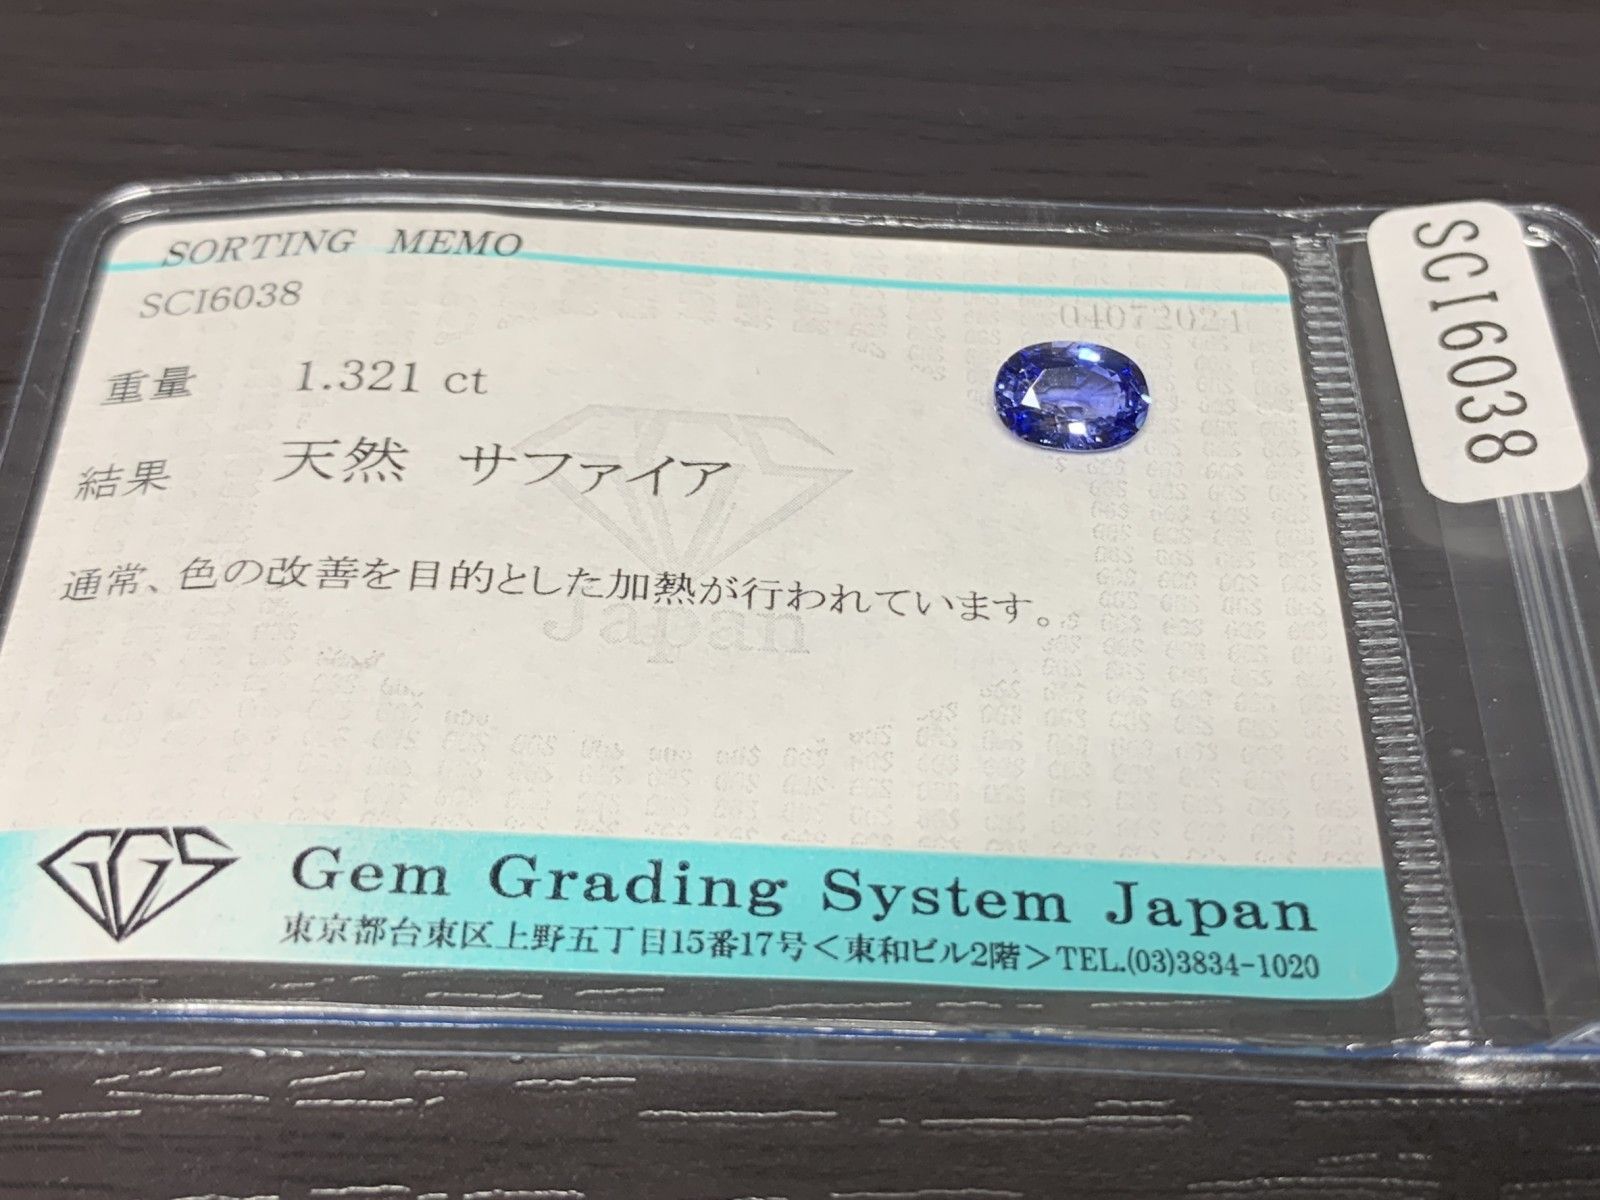 SORTING MEMO
SCI6038
04072021
重量 1.321 ct
結果 天然 サファイア
通常、色の改善を目的とした加熱が行われています。
Japan
GGS
Gem Grading System Japan
東京都台東区上野五丁目15番17号<東和ビル2階>TEL.(03)3834-1020
SCI6038